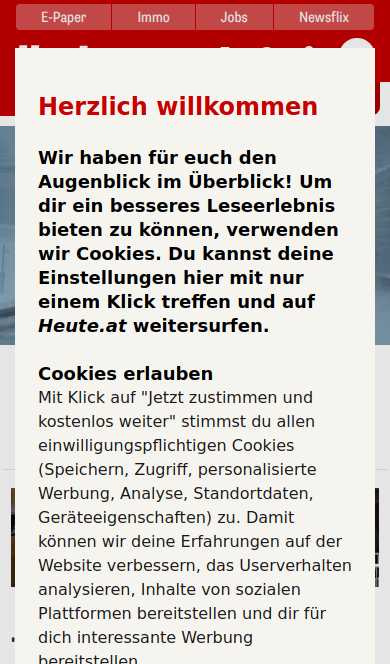 E-Paper Immo Jobs Newsflix
Herzlich willkommen
Wir haben für euch den
Augenblick im Überblick! Um
dir ein besseres Leseerlebnis
bieten zu können, verwenden
wir Cookies. Du kannst deine
Einstellungen hier mit nur
einem Klick treffen und auf
Heute.at weitersurfen.
Cookies erlauben
Mit Klick auf "Jetzt zustimmen und
kostenlos weiter" stimmst du allen
einwilligungspflichtigen Cookies
(Speichern, Zugriff, personalisierte
Werbung, Analyse, Standortdaten,
Geräteeigenschaften) zu. Damit
können wir deine Erfahrungen auf der
Website verbessern, das Userverhalten
analysieren, Inhalte von sozialen
Plattformen bereitstellen und dir für
dich interessante Werbung
bereitstellen